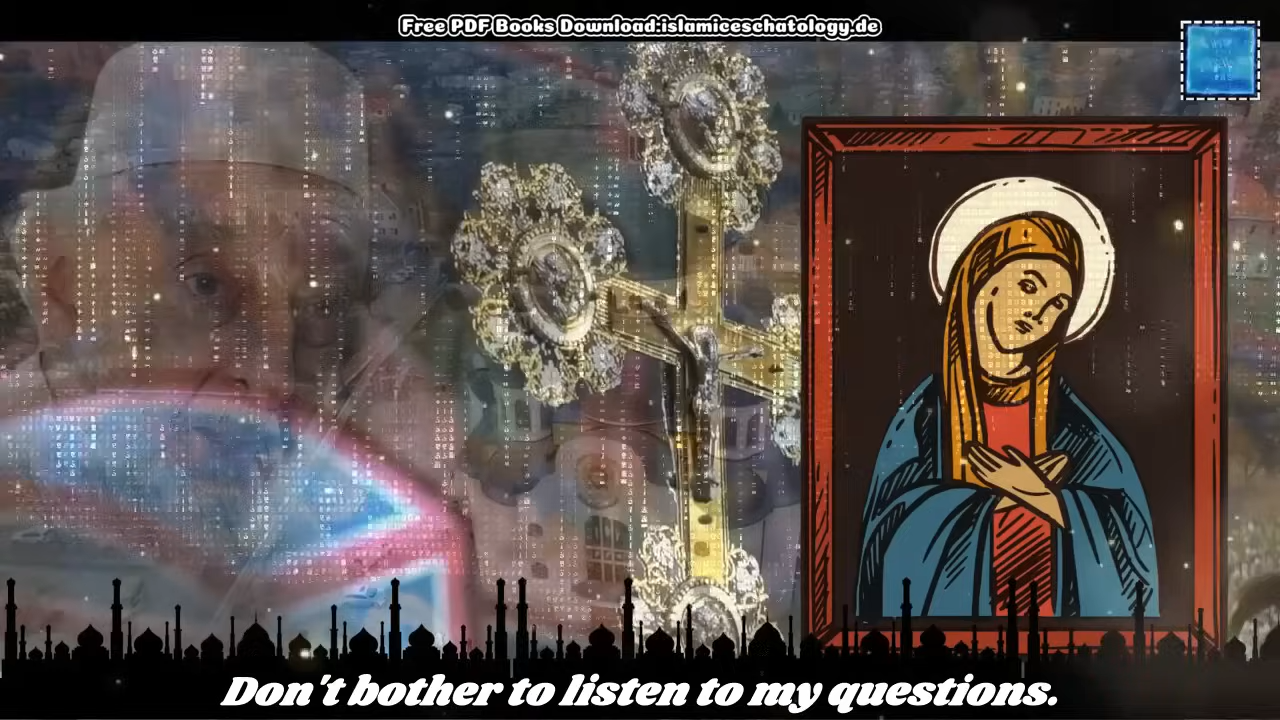 Free PDF Books Download:islamiceschatology.de
Don't bother to listen to my questions.